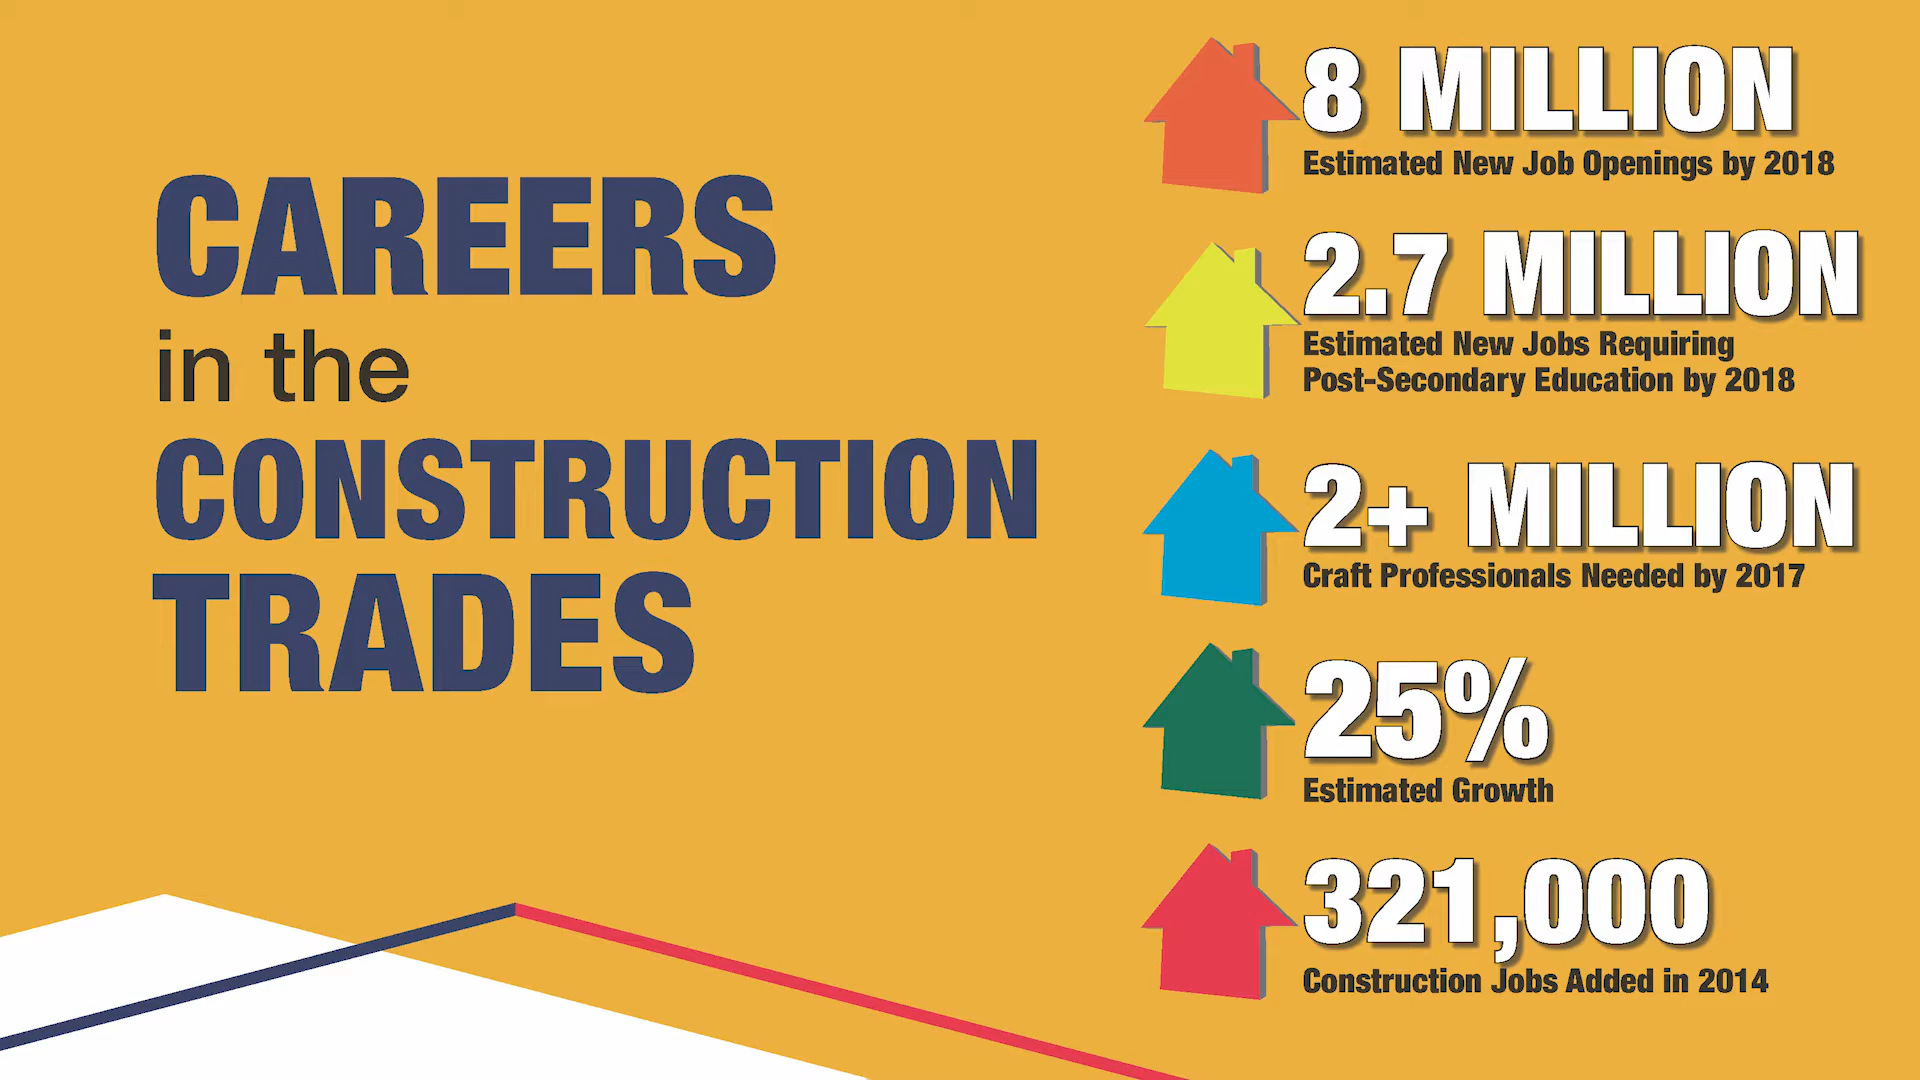 CAREERS
in the
CONSTRUCTION
TRADES
8 MILLION
Estimated New Job Openings by 2018
2.7 MILLION
Estimated New Jobs Requiring
Post-Secondary Education by 2018
2+ MILLION
Craft Professionals Needed by 2017
25%
Estimated Growth
321,000
Construction Jobs Added in 2014